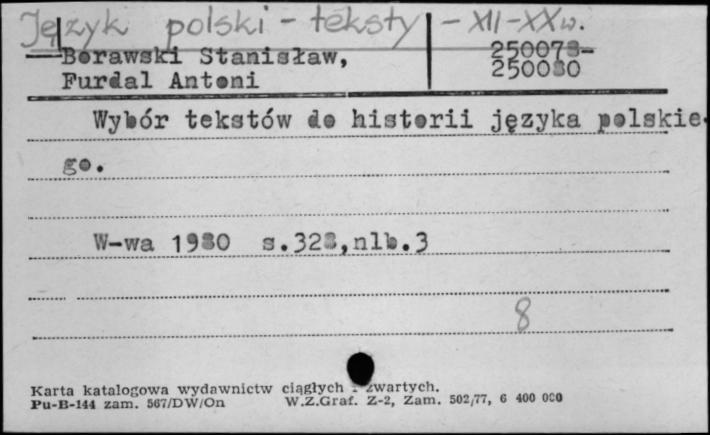 Język polski - teksty - XII-XX w.
Borawski Stanisław, 250078-
Furdal Antoni 250080
Wybór tekstów do historii języka polskie-
go.
W-wa 1980 s.328,nlb.3
8
Karta katalogowa wydawnictw ciągłych i zwartych.
Pu-B-144 zam. 567/DW/On W.Z.Graf. Z-2, Zam. 502/77, 6 400 000